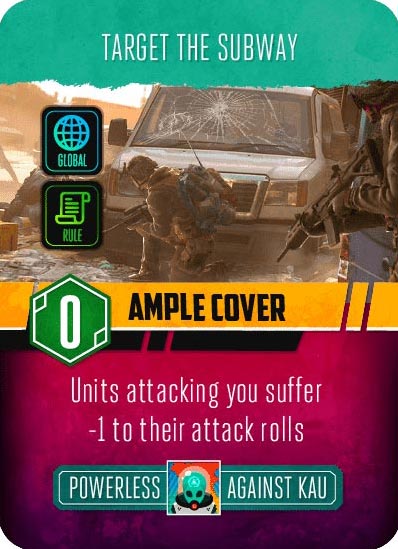 TARGET THE SUBWAY
GLOBAL
RULE
0 AMPLE COVER
Units attacking you suffer
-1 to their attack rolls
POWERLESS AGAINST KAU